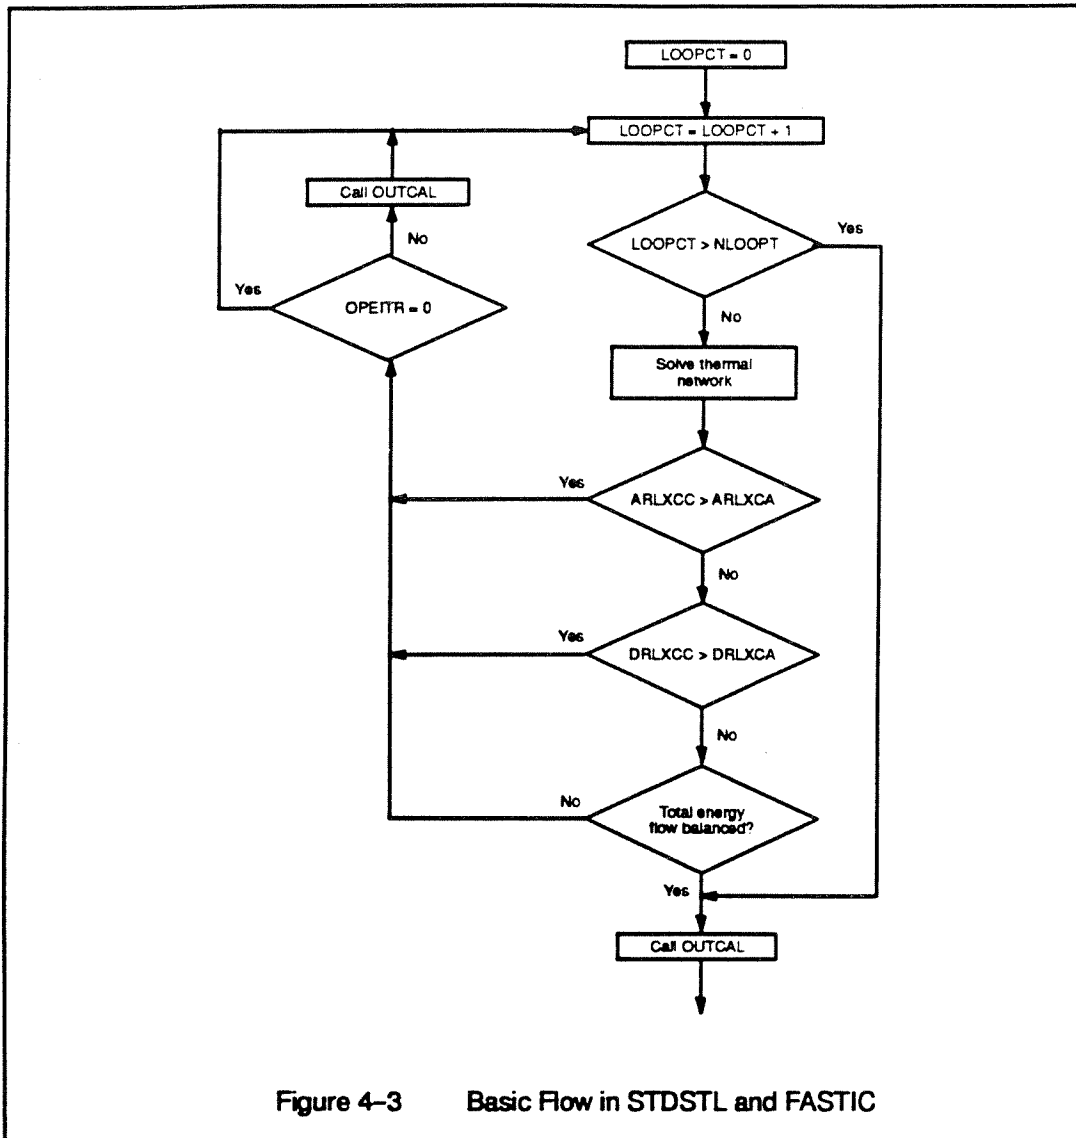 LOOPCT = 0
LOOPCT = LOOPCT + 1
Call OUTCAL
No
Yes
OPEITR = 0
LOOPCT > NLOOPT
Yes
No
Solve thermal
network
ARLXCC > ARLXCA
Yes
No
DRLXCC > DRLXCA
Yes
No
Total energy
flow balanced?
No
Yes
Call OUTCAL
Figure 4–3 Basic Flow in STDSTL and FASTIC